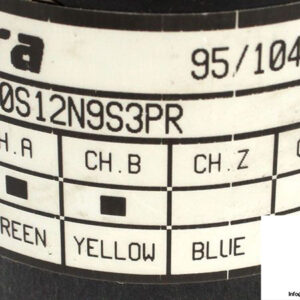 ra 95/104
0S12N9S3PR
H.A CH.B CH.Z
REEN YELLOW BLUE